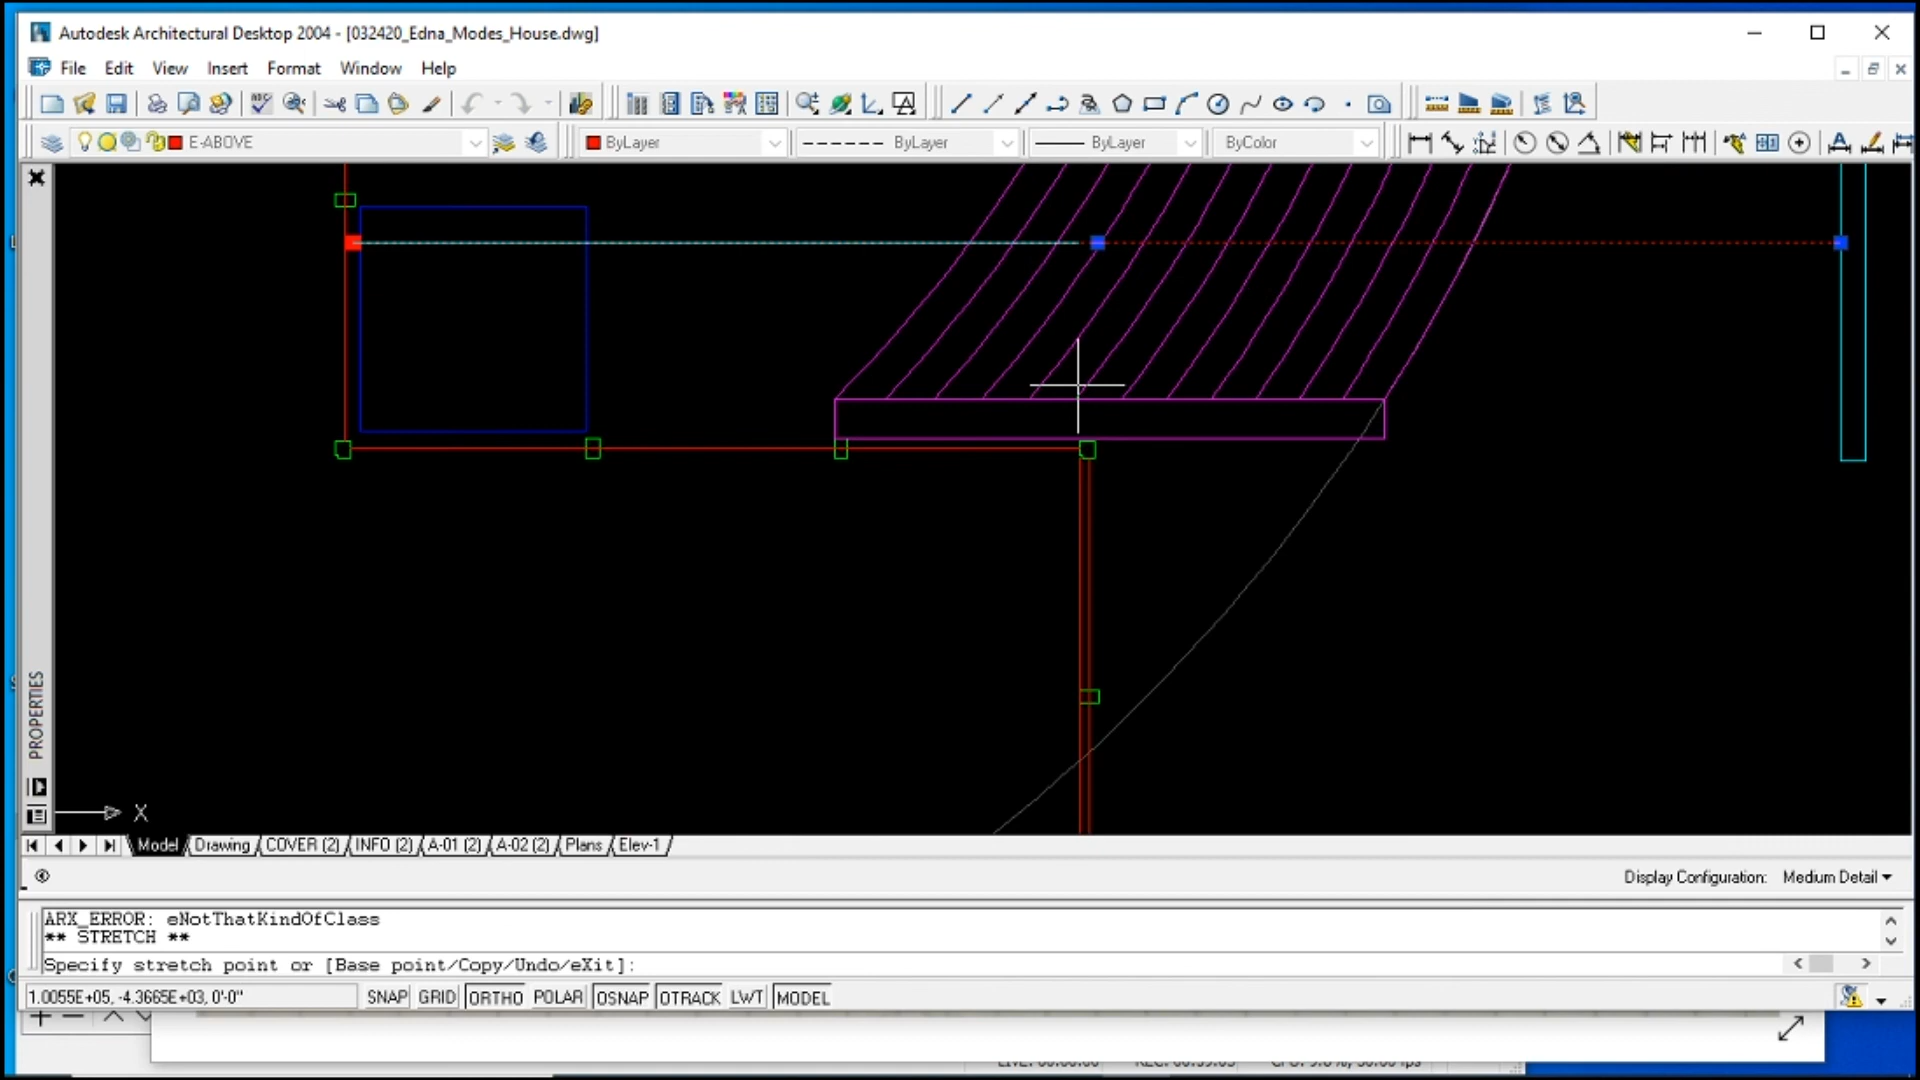 Autodesk Architectural Desktop 2004 - [032420_Edna_Modes_House.dwg]
File Edit View Insert Format Window Help
E-ABOVE ByLayer ByLayer ByLayer ByColor
PROPERTIES
X
Model Drawing COVER (2) INFO (2) A-01 (2) A-02 (2) Plans Elev-1
Display Configuration: Medium Detail
ARX_ERROR: eNotThatKindOfClass
** STRETCH **
Specify stretch point or [Base point/Copy/Undo/eXit]:
1.0055E+05, -4.3665E+03, 0'-0" SNAP GRID ORTHO POLAR OSNAP OTRACK LWT MODEL